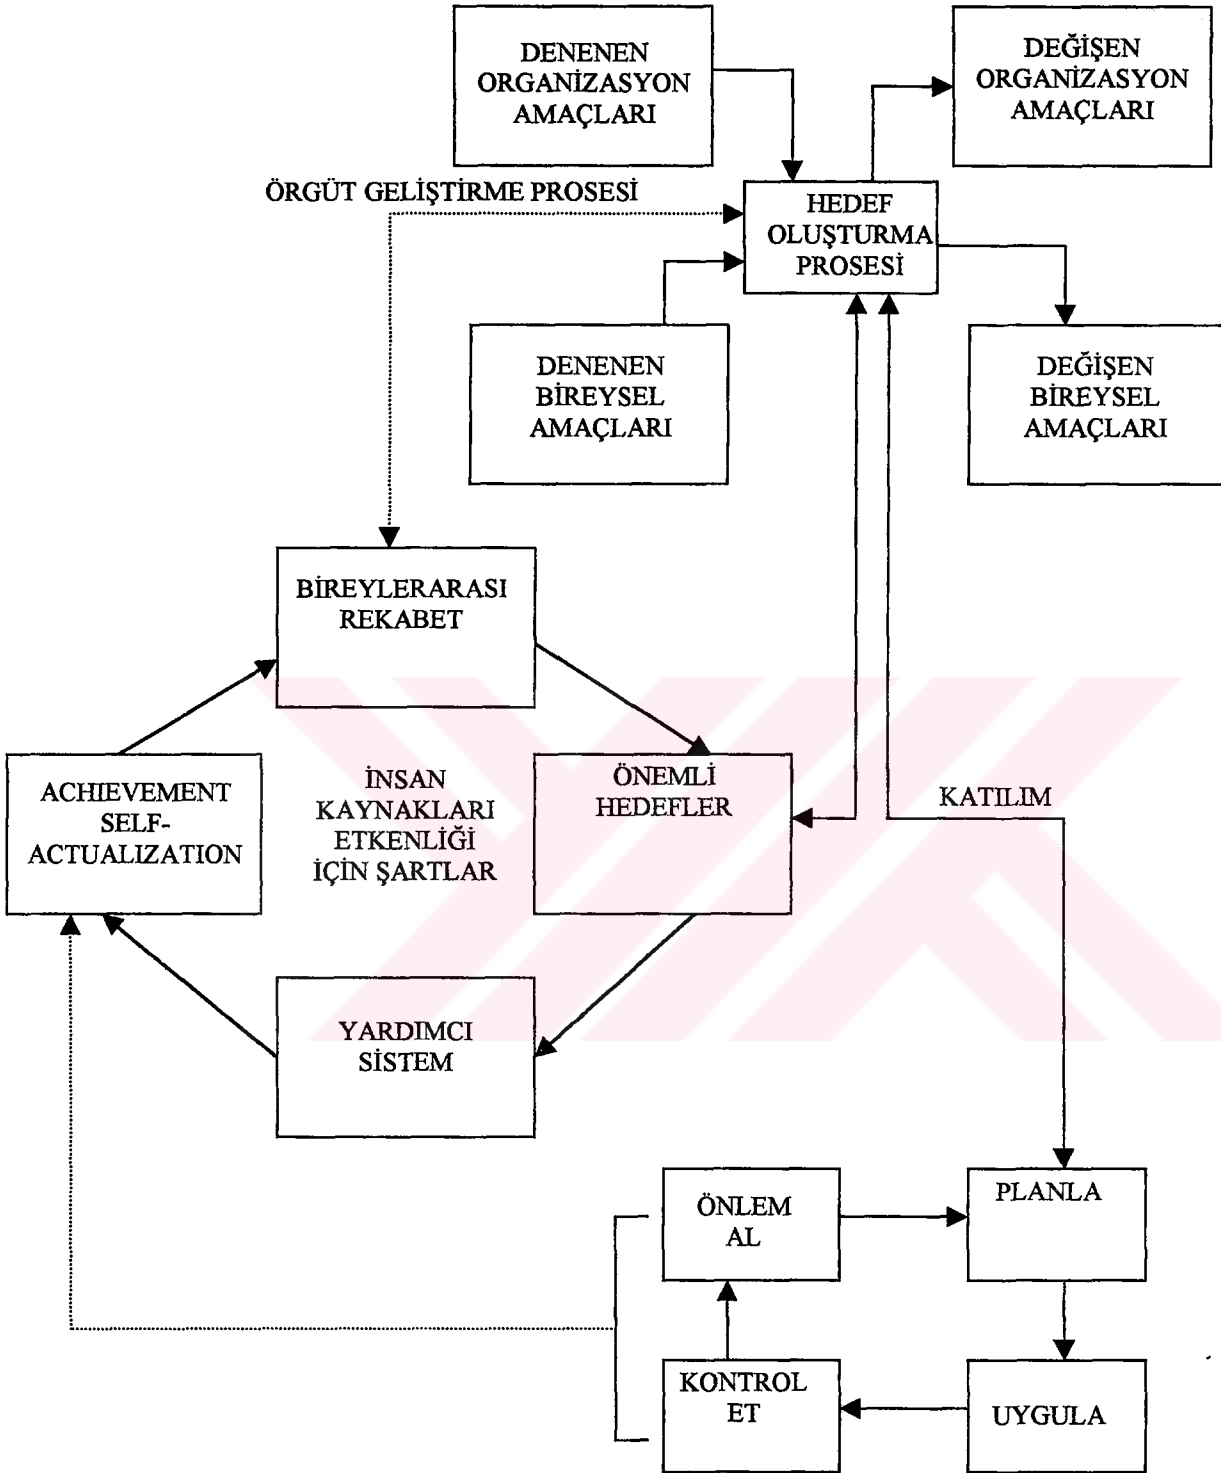 DENENEN
ORGANİZASYON
AMAÇLARI
DEĞİŞEN
ORGANİZASYON
AMAÇLARI
ÖRGÜT GELİŞTİRME PROSESİ
HEDEF
OLUŞTURMA
PROSESİ
DENENEN
BİREYSEL
AMAÇLARI
DEĞİŞEN
BİREYSEL
AMAÇLARI
BİREYLERARASI
REKABET
ACHIEVEMENT
SELF-
ACTUALIZATION
İNSAN
KAYNAKLARI
ETKENLİĞİ
İÇİN ŞARTLAR
ÖNEMLİ
HEDEFLER
KATILIM
YARDIMCI
SİSTEM
ÖNLEM
AL
PLANLA
KONTROL
ET
UYGULA